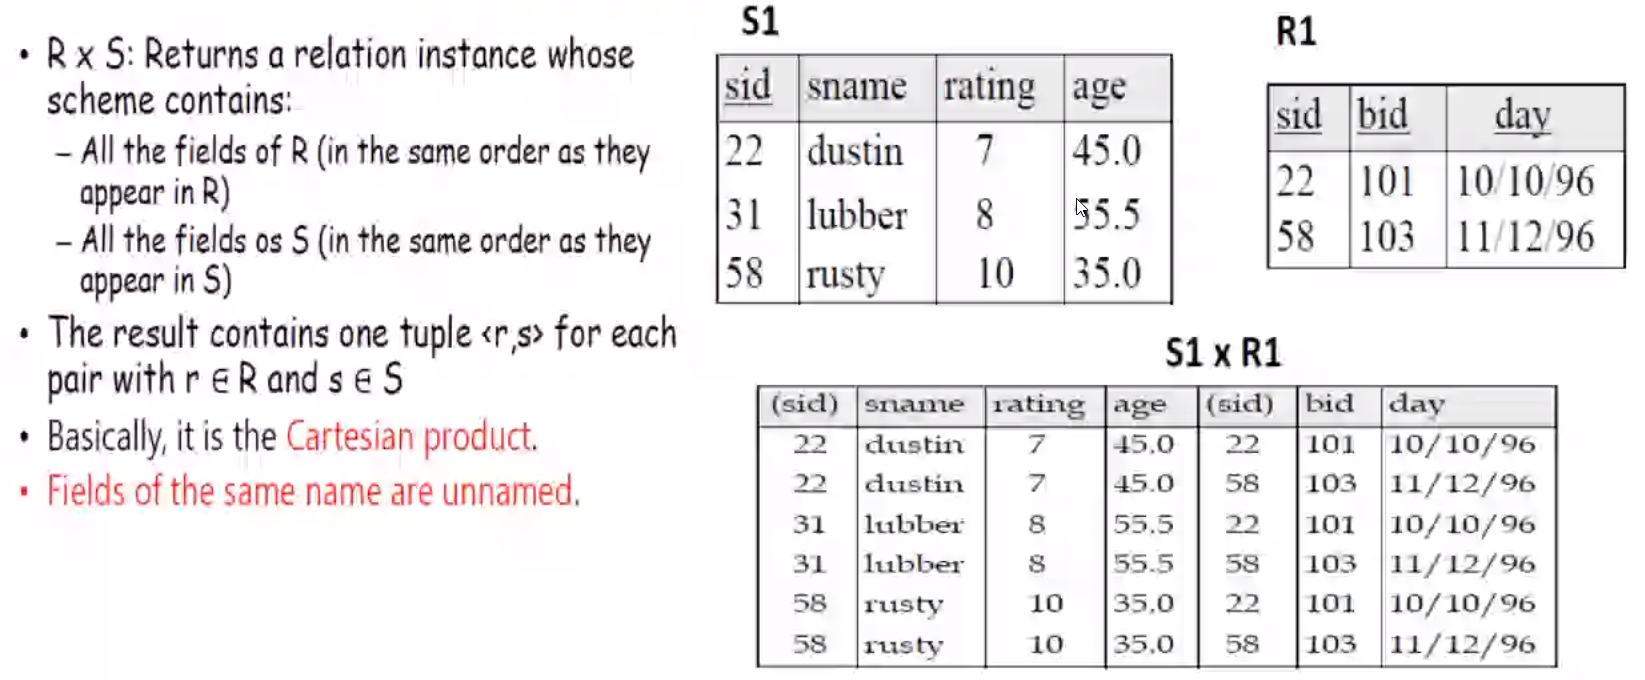 • R x S: Returns a relation instance whose
scheme contains:
– All the fields of R (in the same order as they
appear in R)
– All the fields os S (in the same order as they
appear in S)
• The result contains one tuple <r,s> for each
pair with r ∈ R and s ∈ S
• Basically, it is the Cartesian product.
• Fields of the same name are unnamed.
S1
sid sname rating age
22 dustin 7 45.0
31 lubber 8 55.5
58 rusty 10 35.0
R1
sid bid day
22 101 10/10/96
58 103 11/12/96
S1 x R1
(sid) sname rating age (sid) bid day
22 dustin 7 45.0 22 101 10/10/96
22 dustin 7 45.0 58 103 11/12/96
31 lubber 8 55.5 22 101 10/10/96
31 lubber 8 55.5 58 103 11/12/96
58 rusty 10 35.0 22 101 10/10/96
58 rusty 10 35.0 58 103 11/12/96